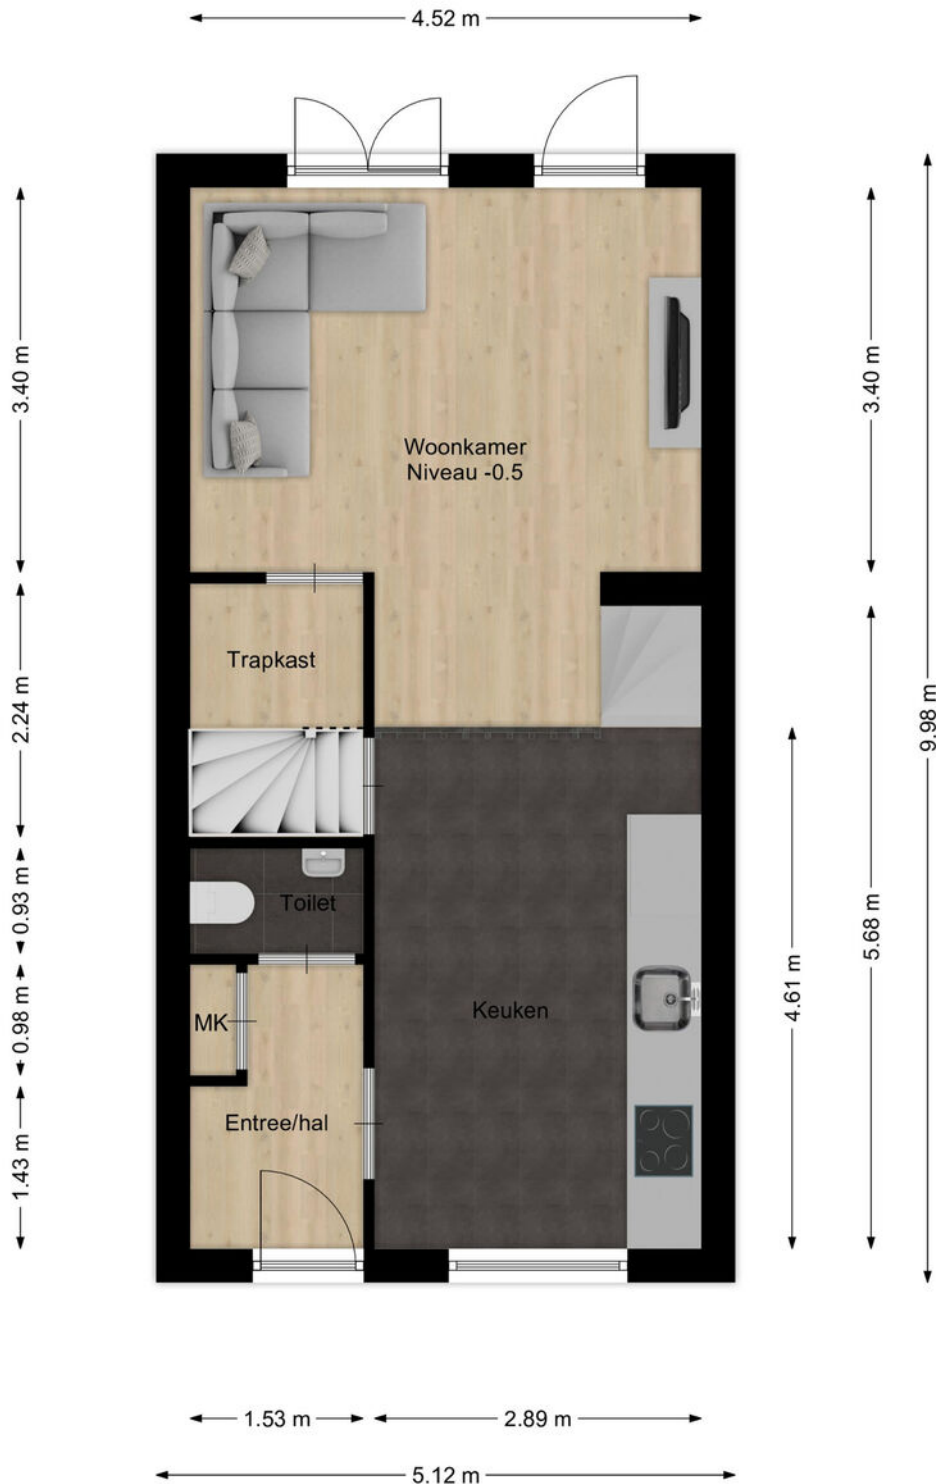 4.52 m
3.40 m
3.40 m
Woonkamer
Niveau -0.5
Trapkast
2.24 m
9.98 m
Toilet
0.93 m
5.68 m
4.61 m
MK
Keuken
0.98 m
Entree/hal
1.43 m
1.53 m
2.89 m
5.12 m